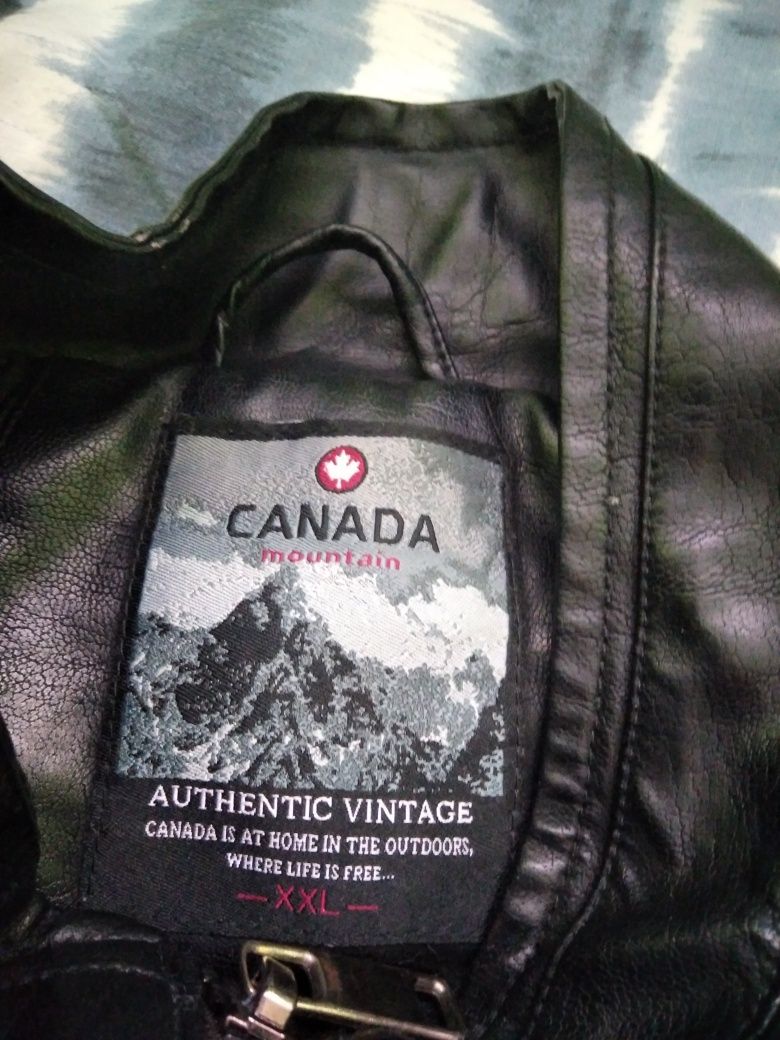 CANADA
mountain
AUTHENTIC VINTAGE
CANADA IS AT HOME IN THE OUTDOORS,
WHERE LIFE IS FREE...
— XXL —